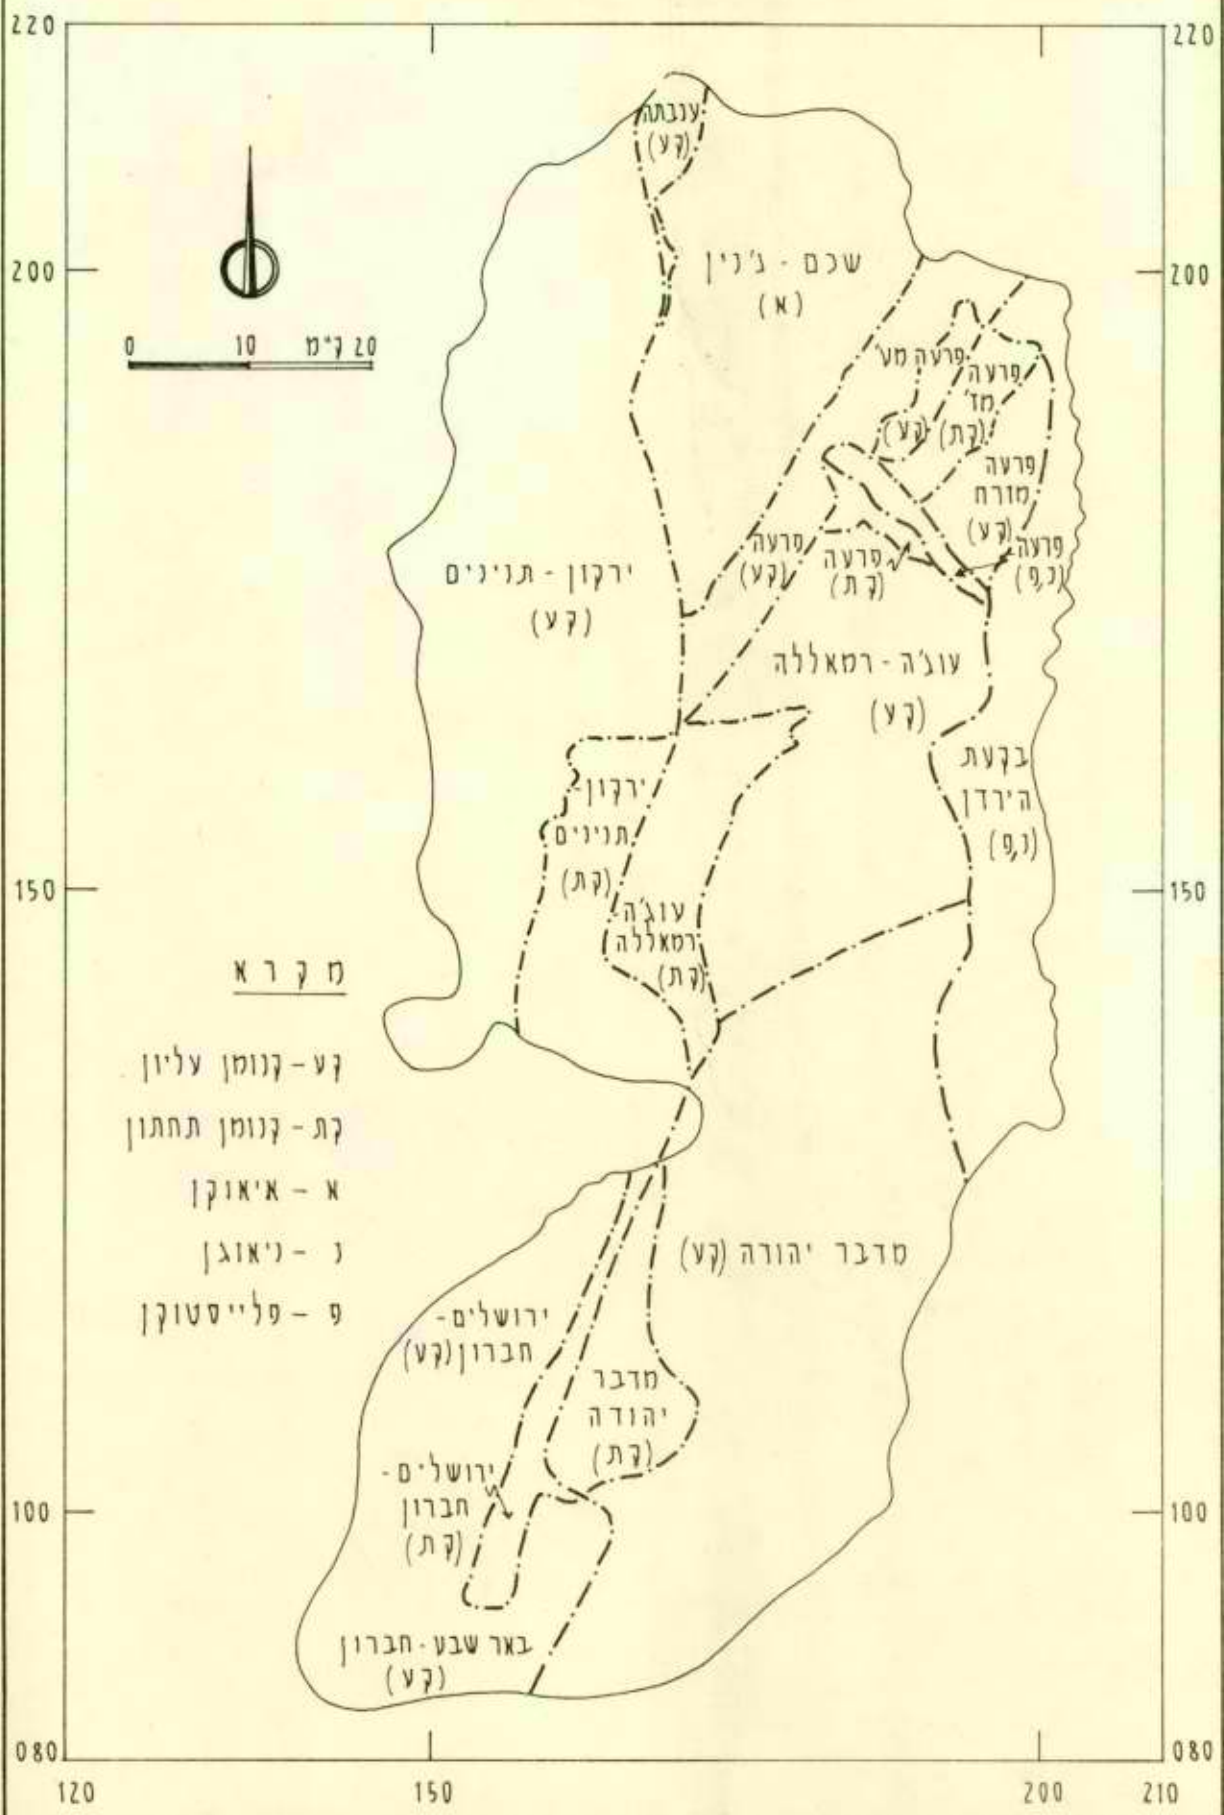 220
220
ענבתה
(קע)
שכם - ג'נין
(א)
200
200
0 10 20 ק"מ
פרעה מע'
(קע)
פרעה
מז'
(קת)
פרעה
מזרח
(קע)
פרעה
(נ,פ)
פרעה
(קע)
פרעה
(קת)
ירקון - תנינים
(קע)
עוג'ה - רמאללה
(קע)
בקעת
הירדן
(נ,פ)
ירקון-
תנינים
(קת)
150
150
עוג'ה-
רמאללה
(קת)
מקרא
קע - קנומן עליון
קת - קנומן תחתון
א - איאוקן
נ - ניאוגן
פ - פלייסטוקן
מדבר יהודה (קע)
ירושלים-
חברון (קע)
מדבר
יהודה
(קת)
ירושלים-
חברון
(קת)
100
100
באר שבע - חברון
(קע)
080
080
120
150
200
210